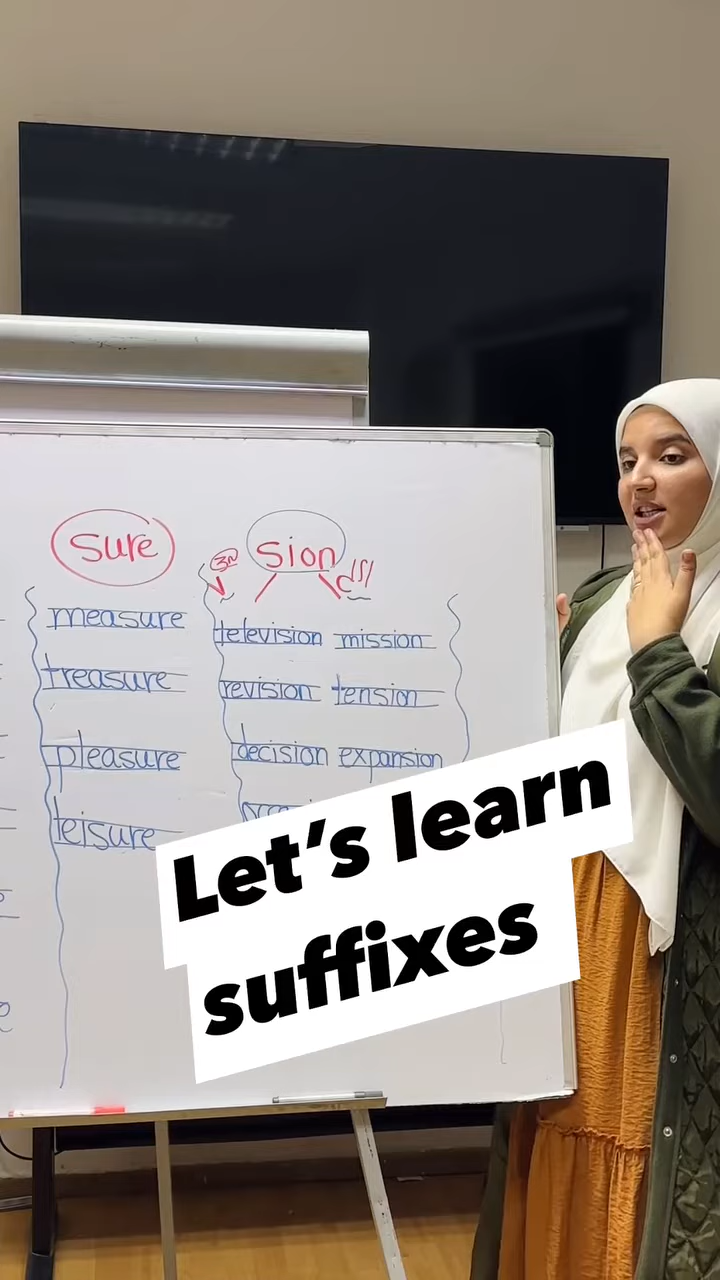 sure
sion
measure
treasure
pleasure
leisure
television mission
revision tension
decision expansion
Let's learn
suffixes